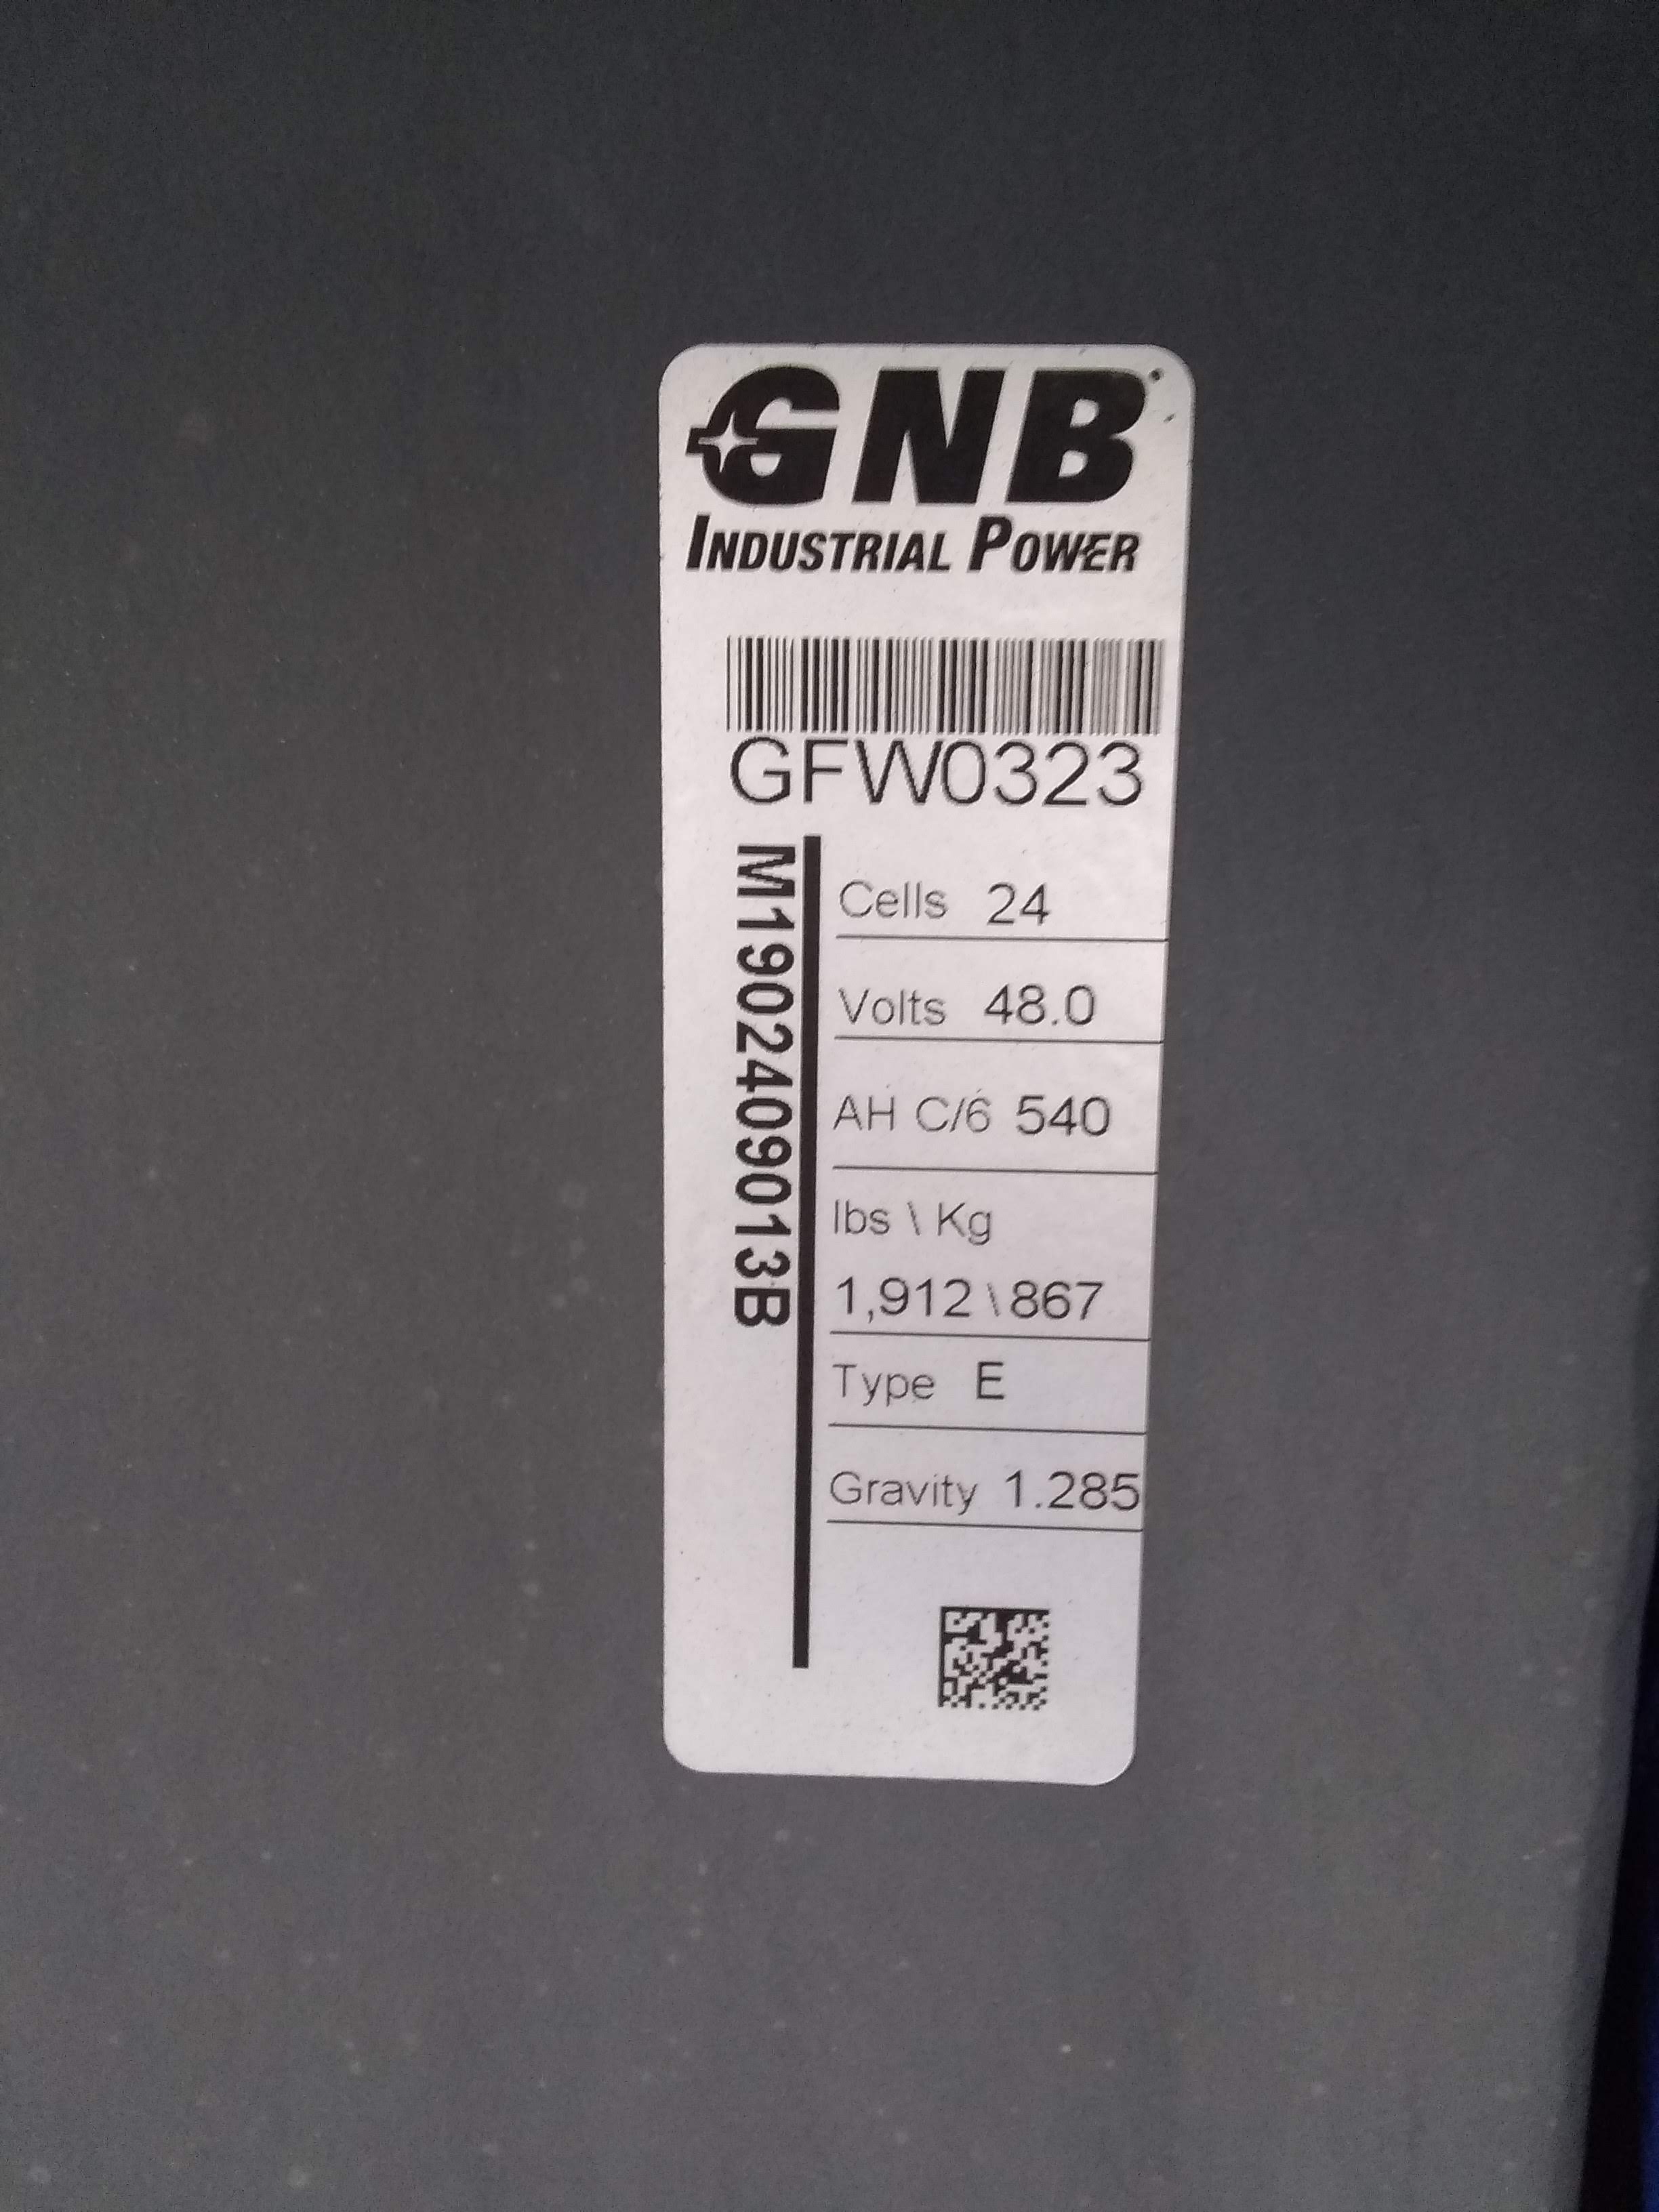 GNB
INDUSTRIAL POWER
GFW0323
M1902409013B
Cells 24
Volts 48.0
AH C/6 540
lbs \ Kg
1,912\867
Type E
Gravity 1.285